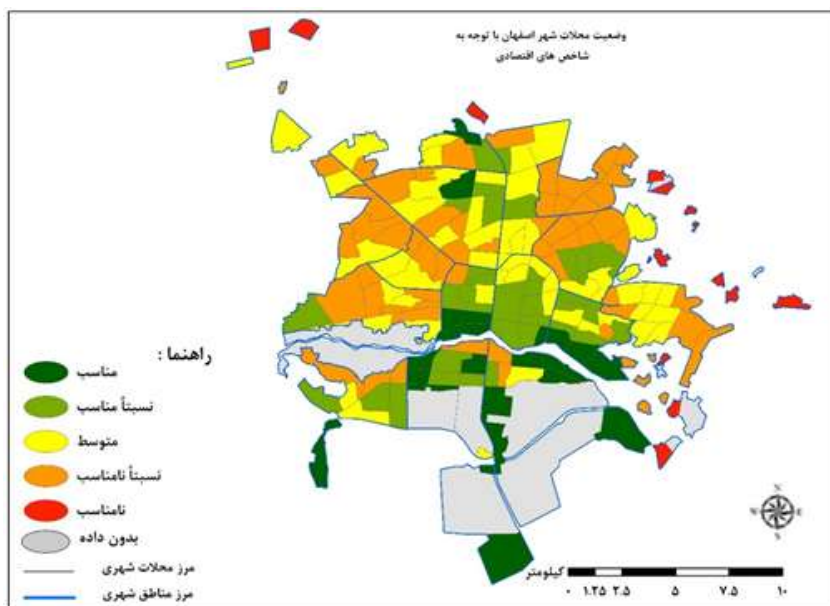 وضعیت محلات شهر اصفهان با توجه به
شاخص های اقتصادی
راهنما :
مناسب
نسبتاً مناسب
متوسط
نسبتاً نامناسب
نامناسب
بدون داده
مرز محلات شهری
مرز مناطق شهری
N
W E
S
کیلومتر
۰ ۱.۲۵ ۲.۵ ۵ ۷.۵ ۱۰